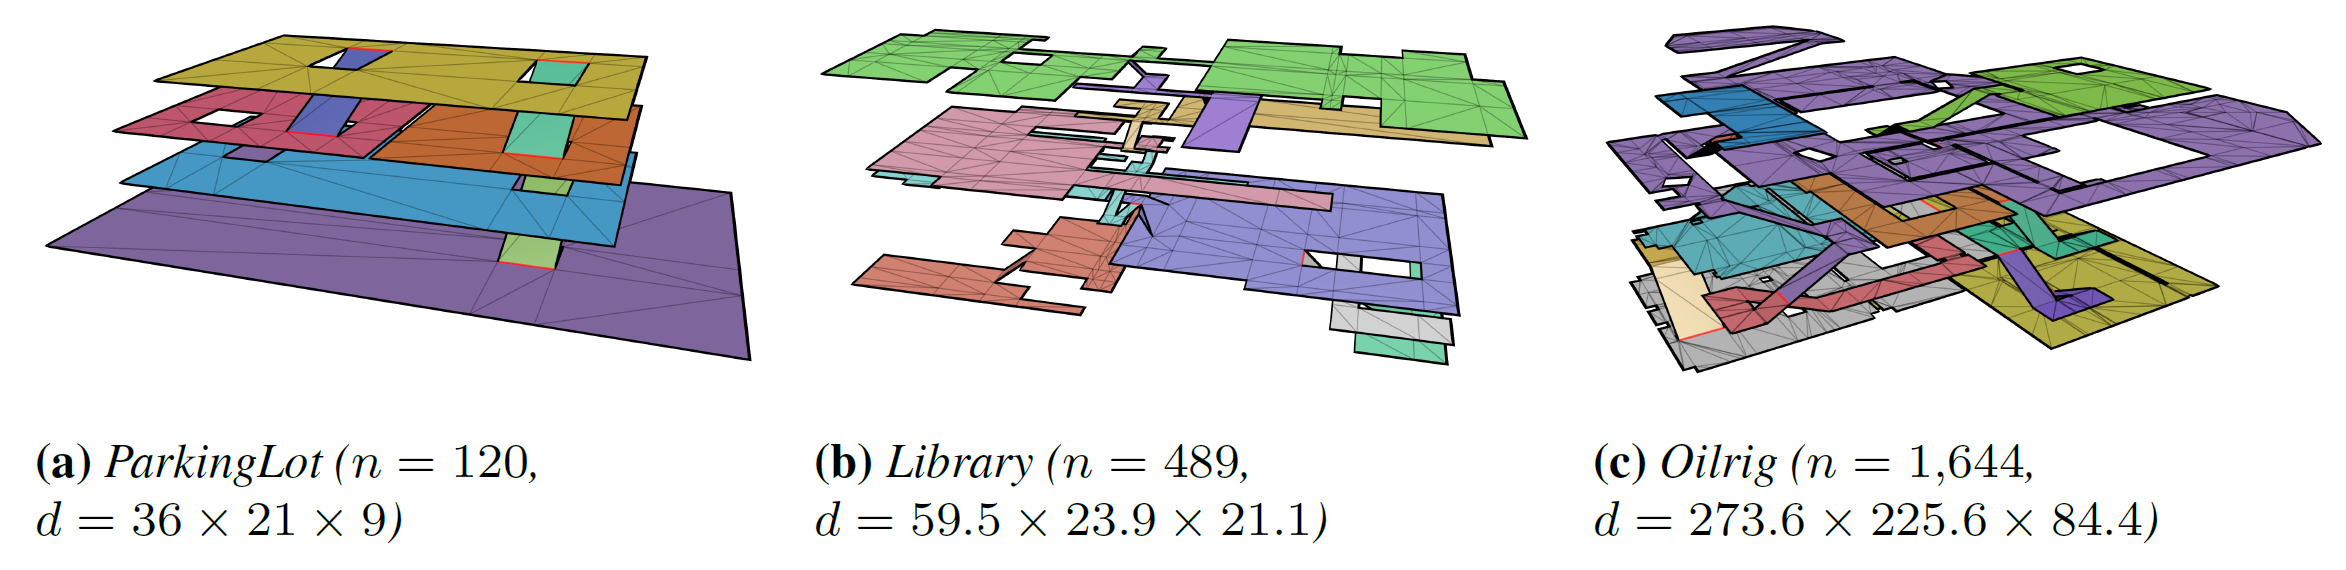 (a) ParkingLot (n = 120,
d = 36 × 21 × 9)
(b) Library (n = 489,
d = 59.5 × 23.9 × 21.1)
(c) Oilrig (n = 1,644,
d = 273.6 × 225.6 × 84.4)